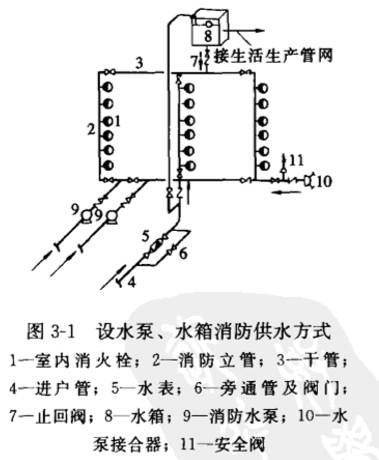 8
接生活生产管网
7
3
1
2
11
10
9
9
5
6
4
图 3-1 设水泵、水箱消防供水方式
1—室内消火栓；2—消防立管；3—干管；
4—进户管；5—水表；6—旁通管及阀门；
7—止回阀；8—水箱；9—消防水泵；10—水
泵接合器；11—安全阀